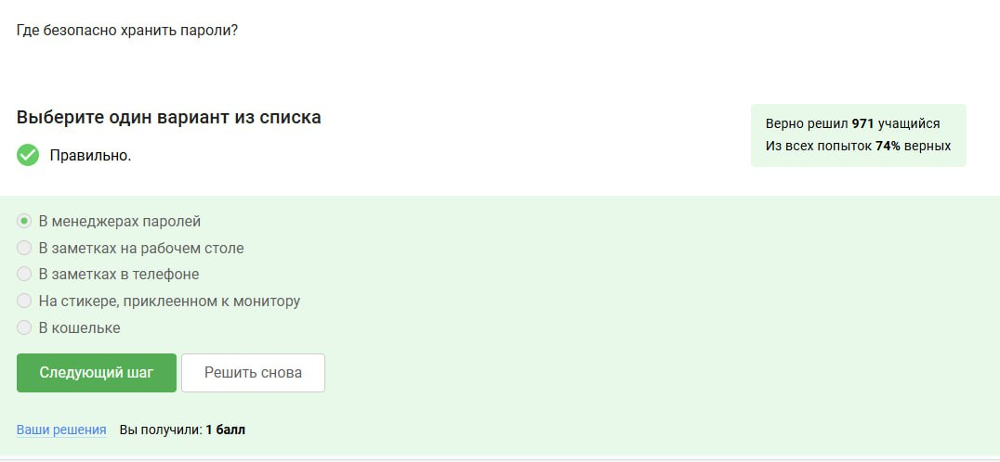 Где безопасно хранить пароли?
Выберите один вариант из списка
Правильно.
Верно решил 971 учащийся
Из всех попыток 74% верных
В менеджерах паролей
В заметках на рабочем столе
В заметках в телефоне
На стикере, приклеенном к монитору
В кошельке
Следующий шаг
Решить снова
Ваши решения Вы получили: 1 балл